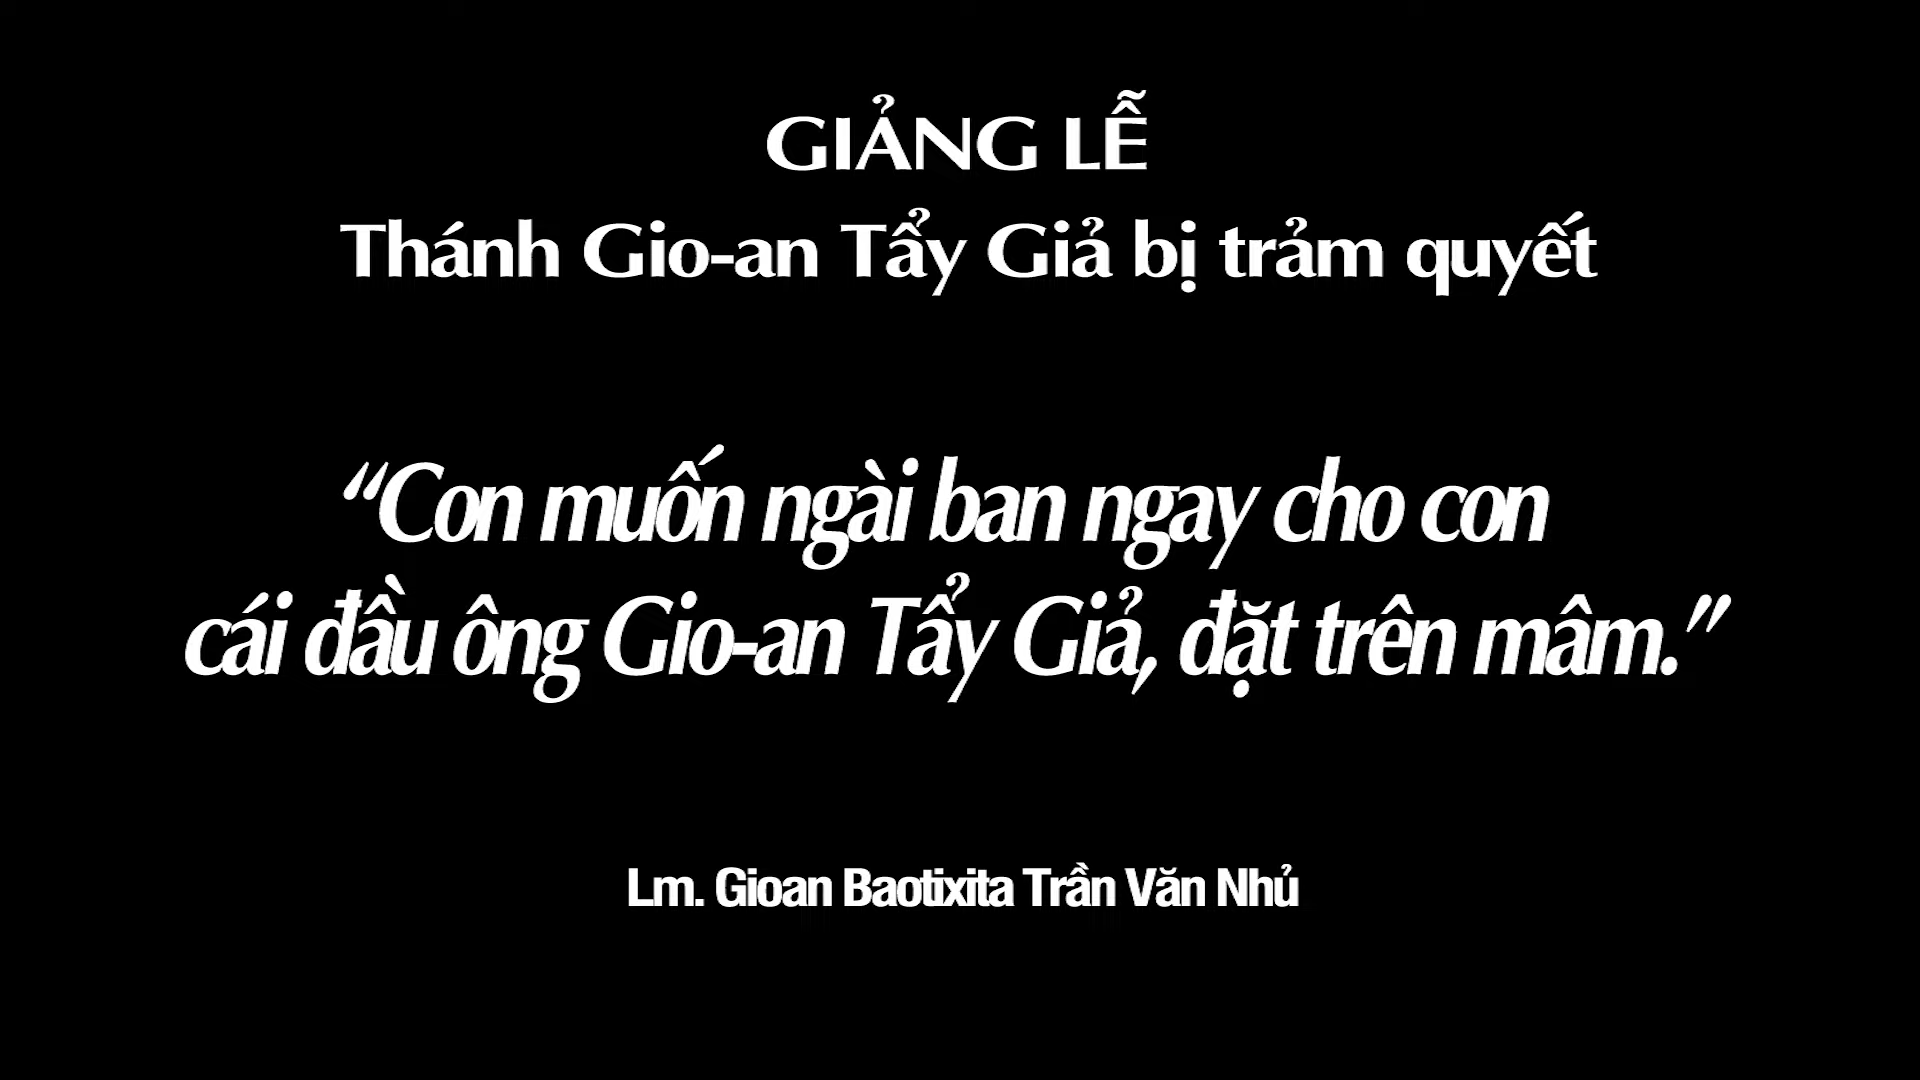 GIẢNG LỄ
Thánh Gio-an Tẩy Giả bị trảm quyết
“Con muốn ngài ban ngay cho con
cái đầu ông Gio-an Tẩy Giả, đặt trên mâm.”
Lm. Gioan Baotixita Trần Văn Nhủ